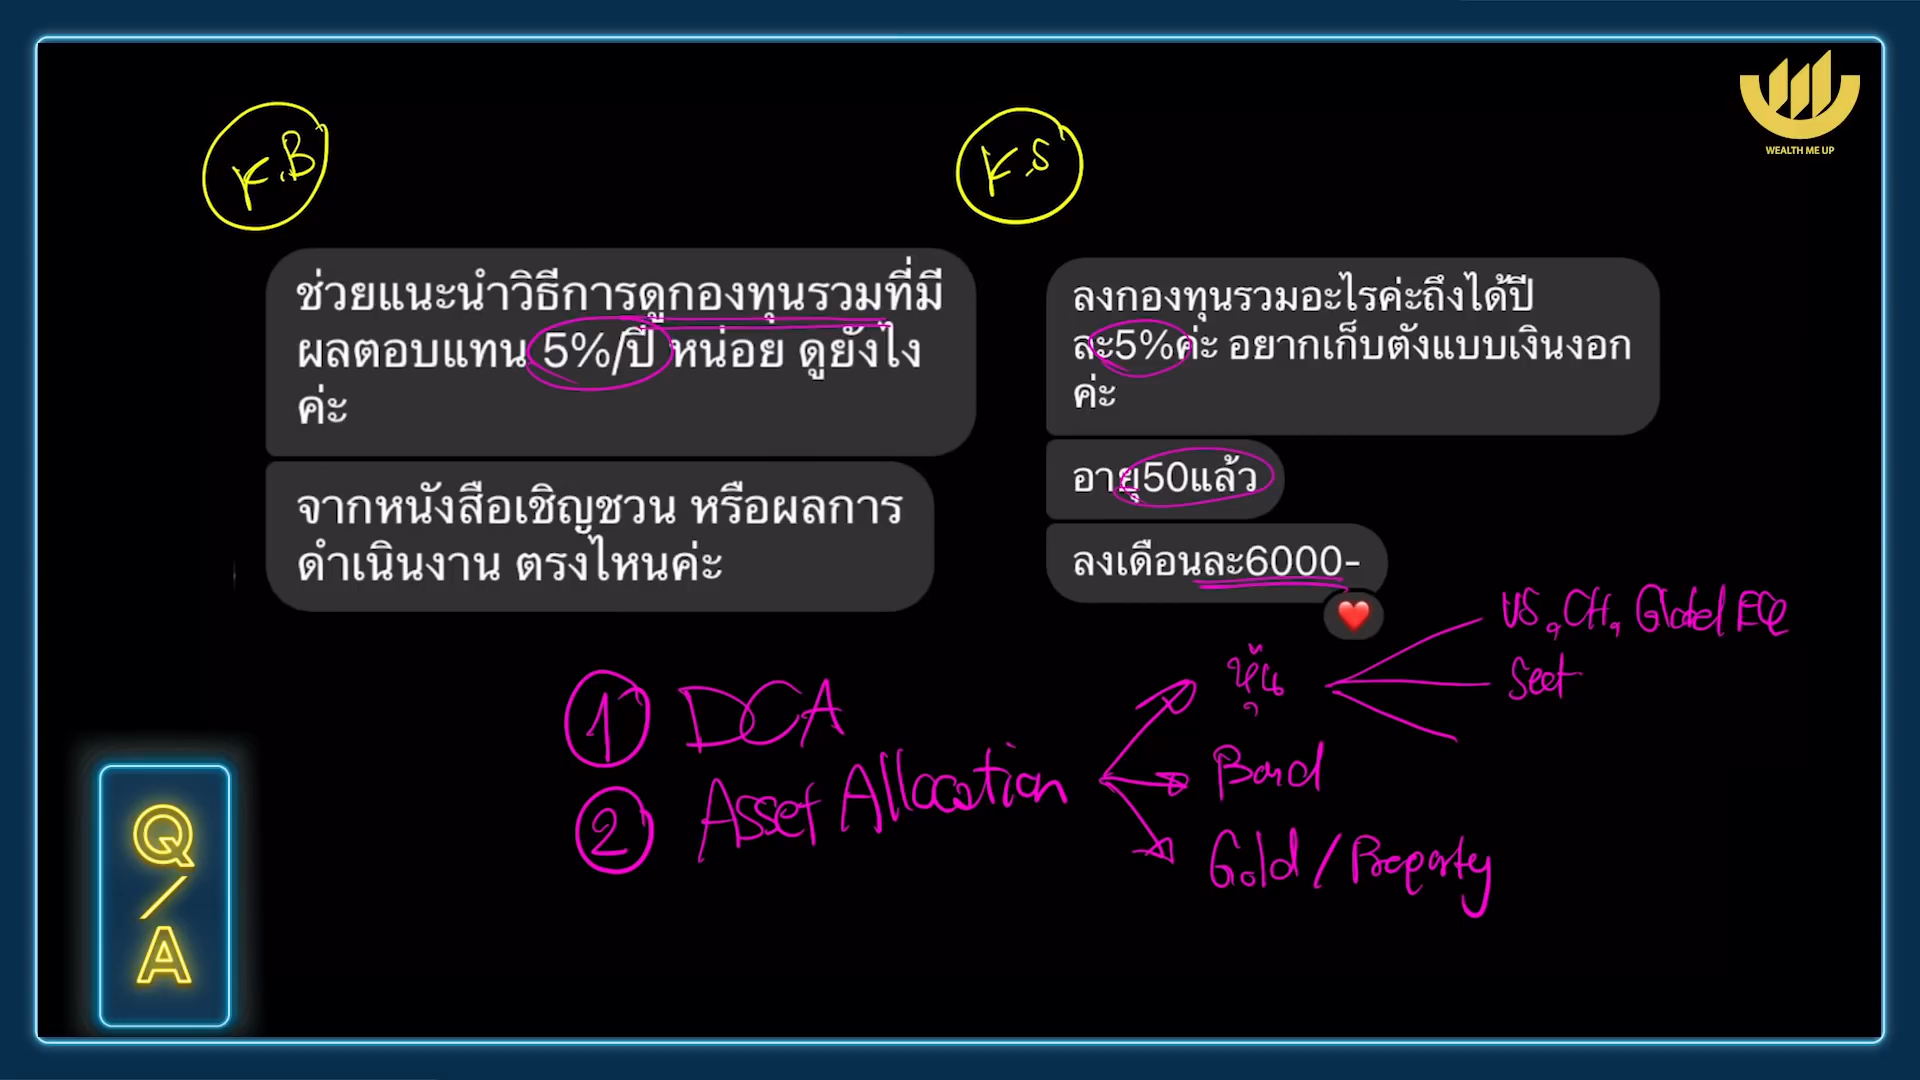 WEALTH ME UP
K.B
ช่วยแนะนำวิธีการดูกองทุนรวมที่มี
ผลตอบแทน 5%/ปี หน่อย ดูยังไง
ค่ะ
จากหนังสือเชิญชวน หรือผลการ
ดำเนินงาน ตรงไหนค่ะ
K.S
ลงกองทุนรวมอะไรค่ะถึงได้ปี
ละ5%ค่ะ อยากเก็บตังแบบเงินงอก
ค่ะ
อายุ50แล้ว
ลงเดือนละ6000-
① DCA
② Asset Allocation
หุ้น
US, CH, Global EQ
Bond
Gold / Property
Q/A